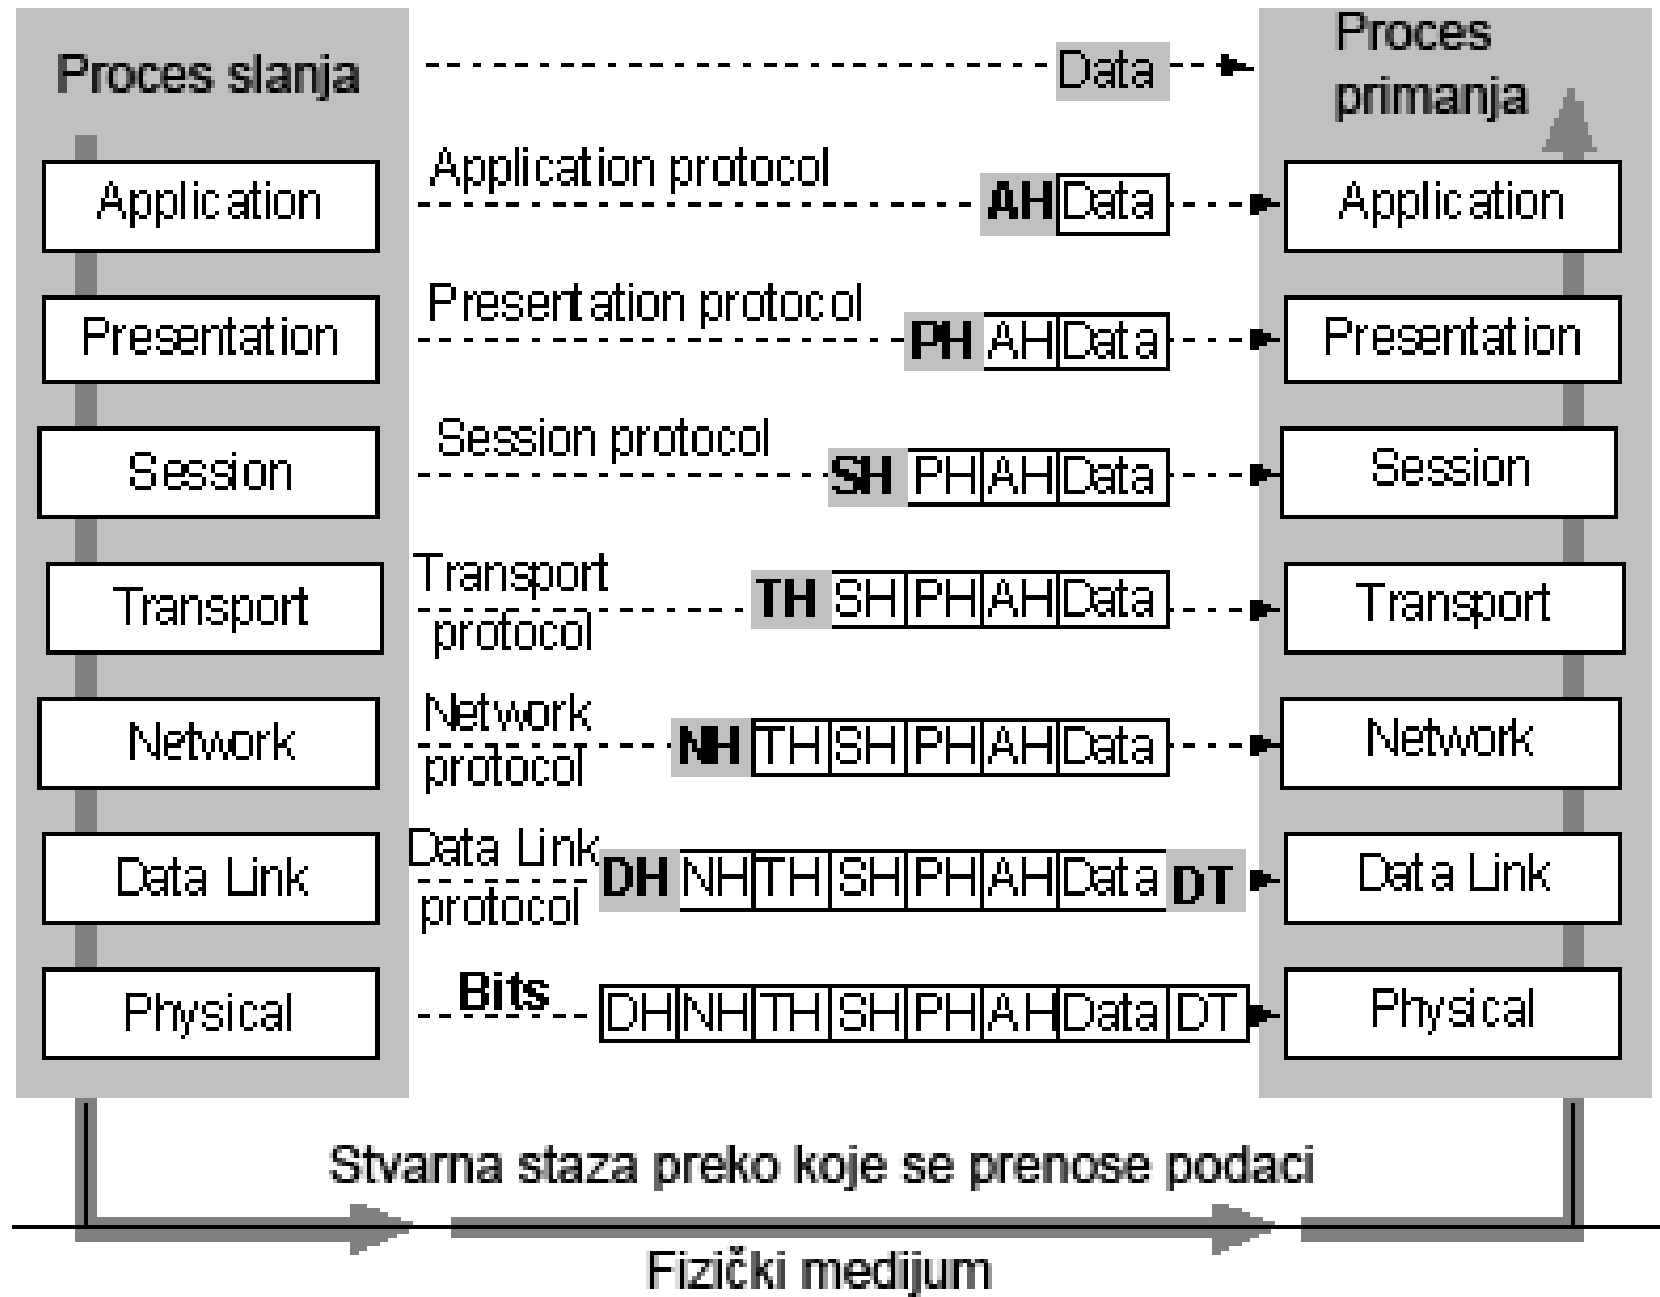 Proces slanja
Data
Proces
primanja
Application
Application protocol
AH Data
Application
Presentation
Presentation protocol
PH AH Data
Presentation
Session
Session protocol
SH PH AH Data
Session
Transport
Transport
protocol
TH SH PH AH Data
Transport
Network
Network
protocol
NH TH SH PH AH Data
Network
Data Link
Data Link
protocol
DH NH TH SH PH AH Data DT
Data Link
Physical
Bits
DH NH TH SH PH AH Data DT
Physical
Stvarna staza preko koje se prenose podaci
Fizički medijum